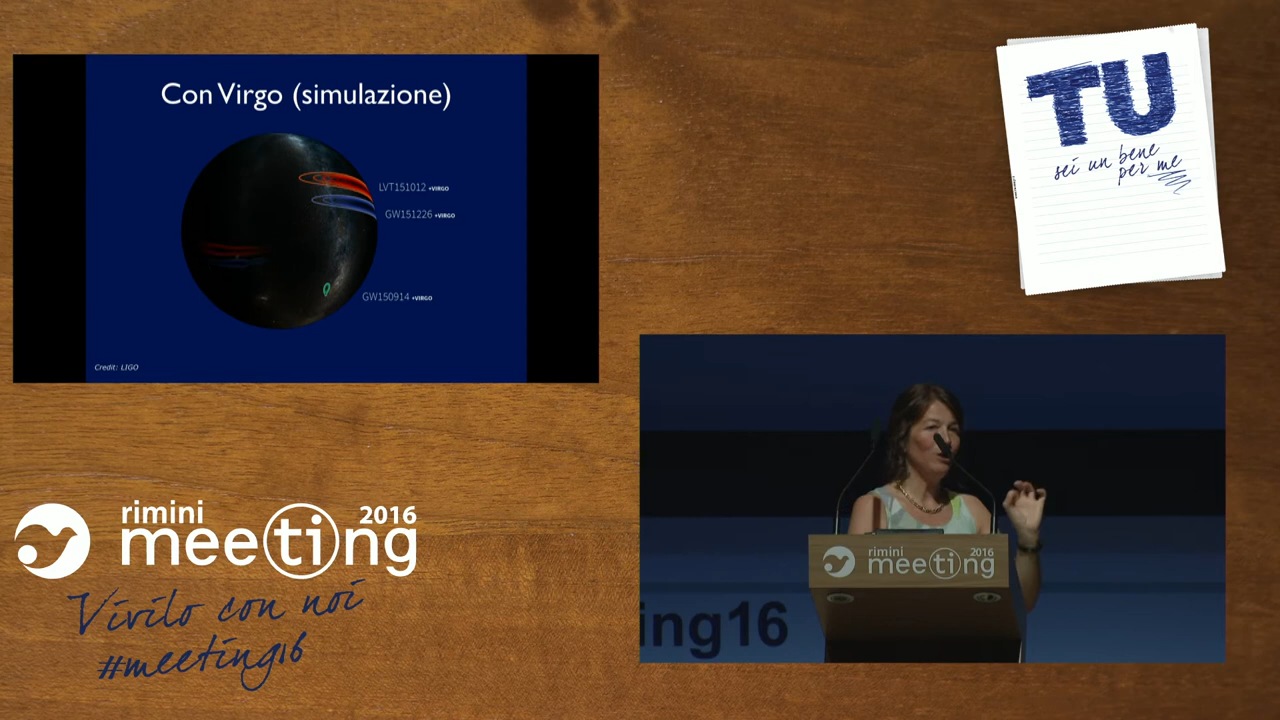 Con Virgo (simulazione)
LVT151012 +VIRGO
GW151226 +VIRGO
GW150914 +VIRGO
Credit: LIGO
TU
sei un bene
per me
rimini 2016
meeting
Vivilo con noi
#meeting16
rimini 2016
meeting
ing16